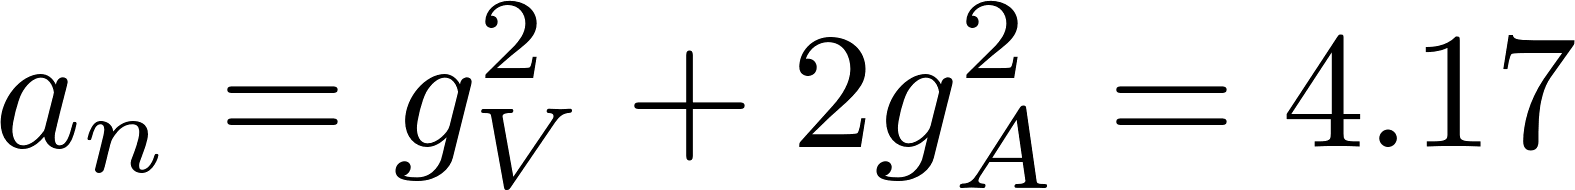 a_n = g_V^2 + 2g_A^2 = 4.17